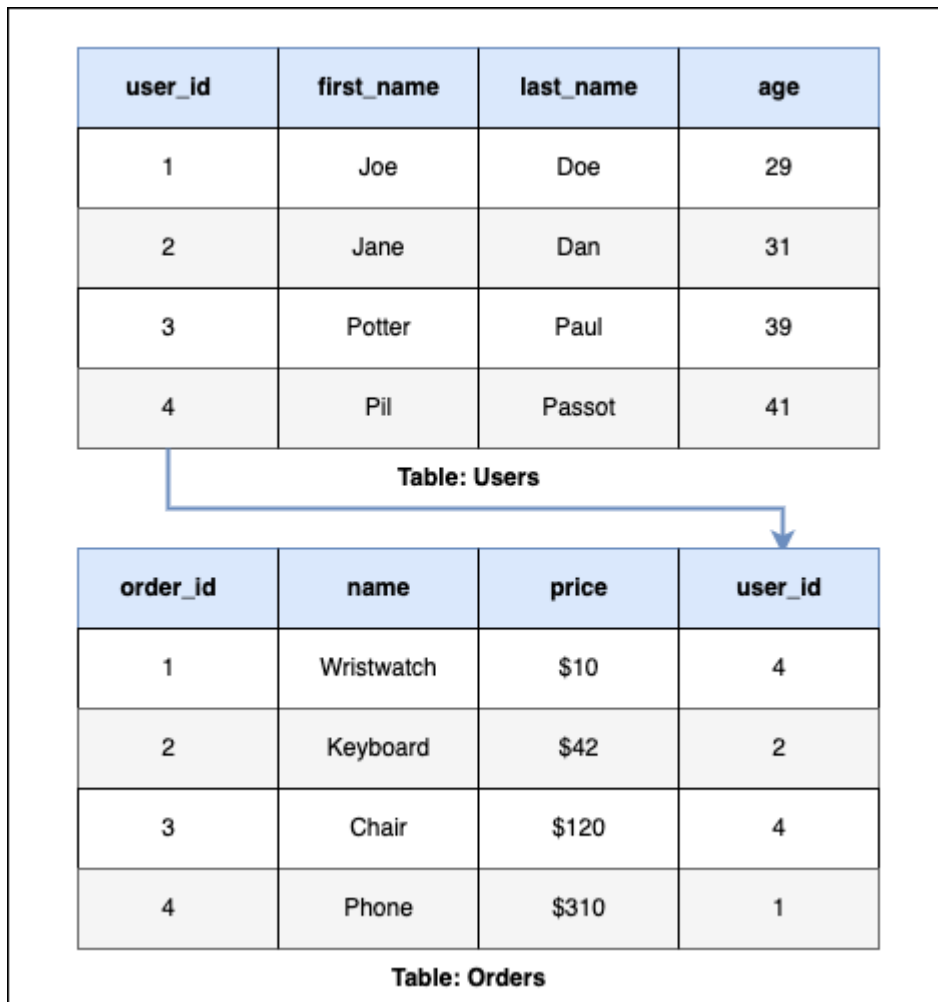 user_id first_name last_name age
1 Joe Doe 29
2 Jane Dan 31
3 Potter Paul 39
4 Pil Passot 41
Table: Users
order_id name price user_id
1 Wristwatch $10 4
2 Keyboard $42 2
3 Chair $120 4
4 Phone $310 1
Table: Orders